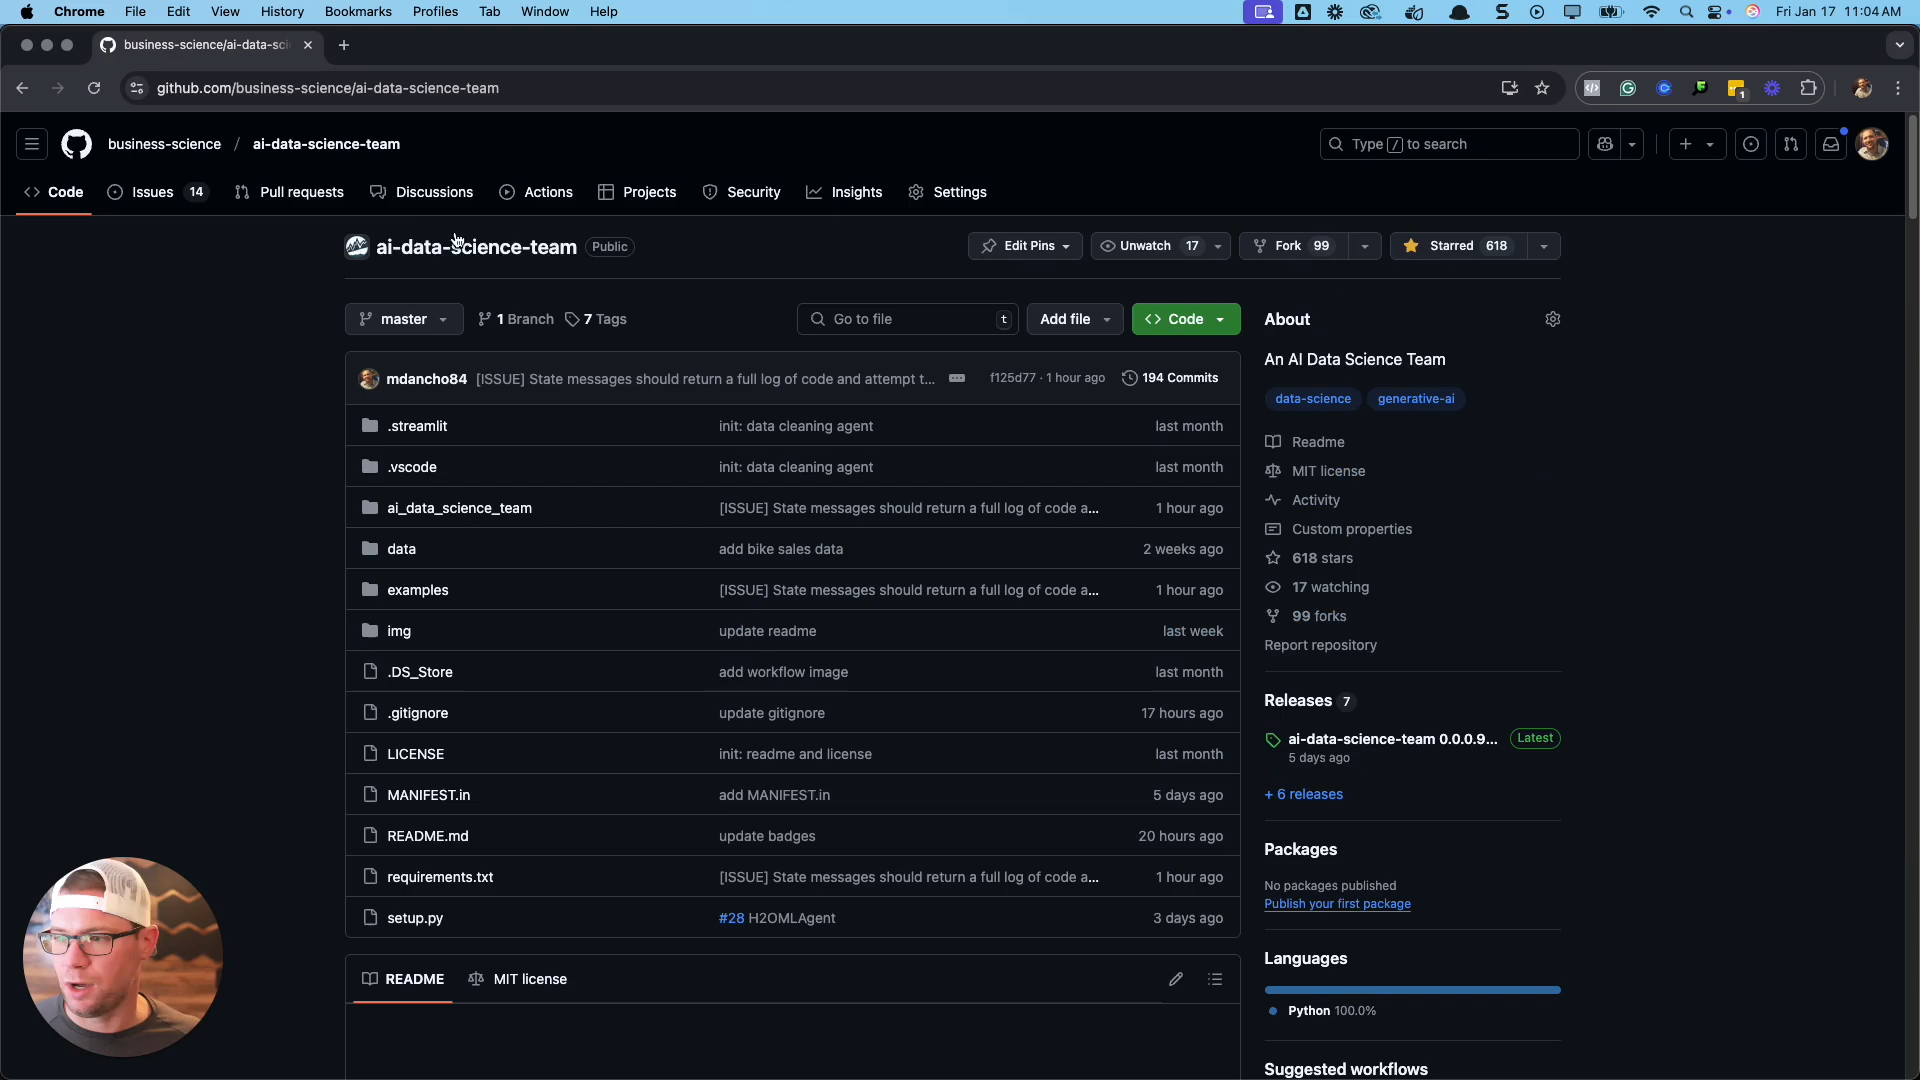 Chrome File Edit View History Bookmarks Profiles Tab Window Help Fri Jan 17 11:04 AM
business-science/ai-data-sci
github.com/business-science/ai-data-science-team 1
business-science / ai-data-science-team Type / to search
Code Issues 14 Pull requests Discussions Actions Projects Security Insights Settings
ai-data-science-team Public Edit Pins Unwatch 17 Fork 99 Starred 618
master 1 Branch 7 Tags Go to file t Add file Code
mdancho84 [ISSUE] State messages should return a full log of code and attempt t... f125d77 · 1 hour ago 194 Commits
.streamlit init: data cleaning agent last month
.vscode init: data cleaning agent last month
ai_data_science_team [ISSUE] State messages should return a full log of code a... 1 hour ago
data add bike sales data 2 weeks ago
examples [ISSUE] State messages should return a full log of code a... 1 hour ago
img update readme last week
.DS_Store add workflow image last month
.gitignore update gitignore 17 hours ago
LICENSE init: readme and license last month
MANIFEST.in add MANIFEST.in 5 days ago
README.md update badges 20 hours ago
requirements.txt [ISSUE] State messages should return a full log of code a... 1 hour ago
setup.py #28 H2OMLAgent 3 days ago
README MIT license
About
An AI Data Science Team
data-science generative-ai
Readme
MIT license
Activity
Custom properties
618 stars
17 watching
99 forks
Report repository
Releases 7
ai-data-science-team 0.0.0.9... Latest
5 days ago
+ 6 releases
Packages
No packages published
Publish your first package
Languages
Python 100.0%
Suggested workflows